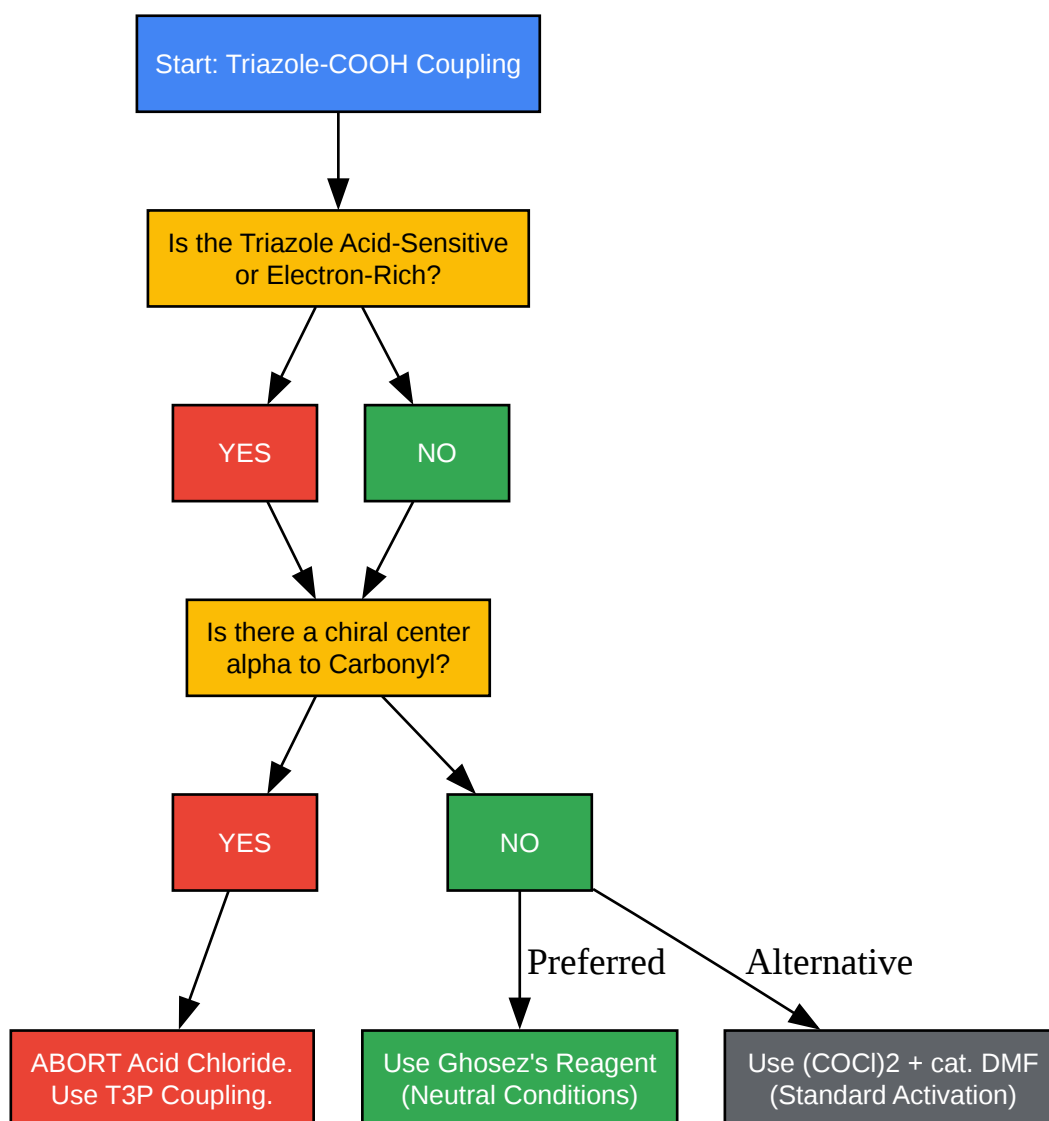 Start: Triazole-COOH Coupling
Is the Triazole Acid-Sensitive
or Electron-Rich?
YES
NO
Is there a chiral center
alpha to Carbonyl?
YES
NO
Preferred
Alternative
ABORT Acid Chloride.
Use T3P Coupling.
Use Ghosez's Reagent
(Neutral Conditions)
Use (COCl)2 + cat. DMF
(Standard Activation)